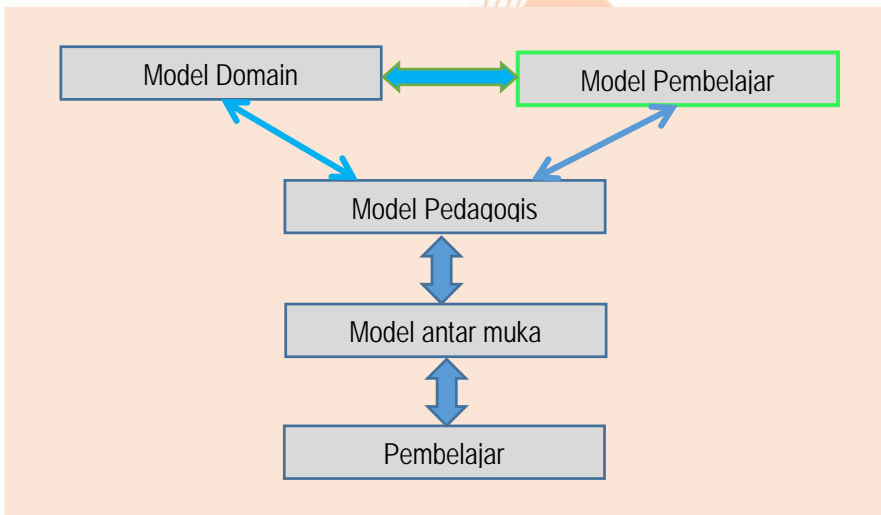 Model Domain
Model Pembelajar
Model Pedagogis
Model antar muka
Pembelajar